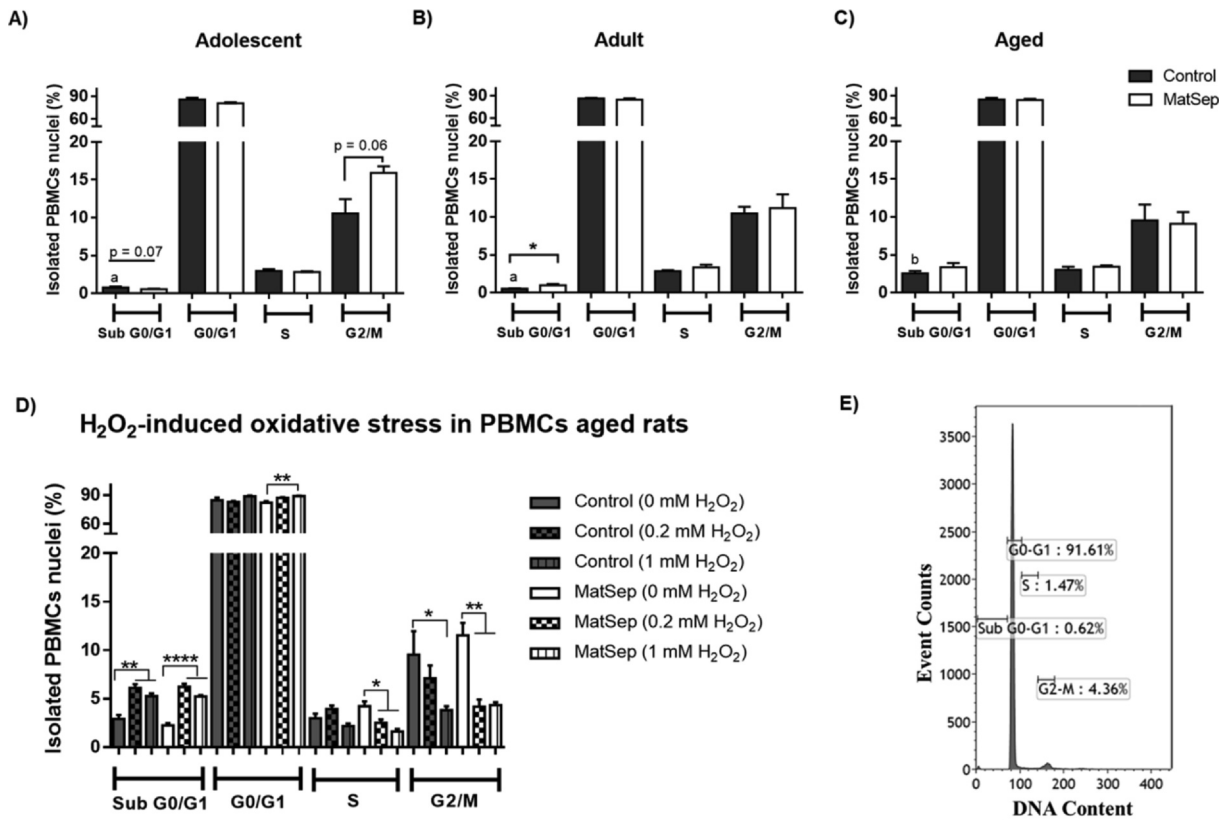 A)
Adolescent
Isolated PBMCs nuclei (%)
90
60
20
15
10
5
0
p = 0.07
a
p = 0.06
Sub G0/G1
G0/G1
S
G2/M
B)
Adult
Isolated PBMCs nuclei (%)
90
60
20
15
10
5
0
*
a
Sub G0/G1
G0/G1
S
G2/M
C)
Aged
Isolated PBMCs nuclei (%)
90
60
20
15
10
5
0
b
Sub G0/G1
G0/G1
S
G2/M
Control
MatSep
D)
H₂O₂-induced oxidative stress in PBMCs aged rats
Isolated PBMCs nuclei (%)
90
60
20
15
10
5
0
**
****
**
*
*
**
Sub G0/G1
G0/G1
S
G2/M
Control (0 mM H₂O₂)
Control (0.2 mM H₂O₂)
Control (1 mM H₂O₂)
MatSep (0 mM H₂O₂)
MatSep (0.2 mM H₂O₂)
MatSep (1 mM H₂O₂)
E)
Event Counts
3500
3000
2500
2000
1500
1000
500
0
G0-G1 : 91.61%
S : 1.47%
Sub G0-G1 : 0.62%
G2-M : 4.36%
0
100
200
300
400
DNA Content